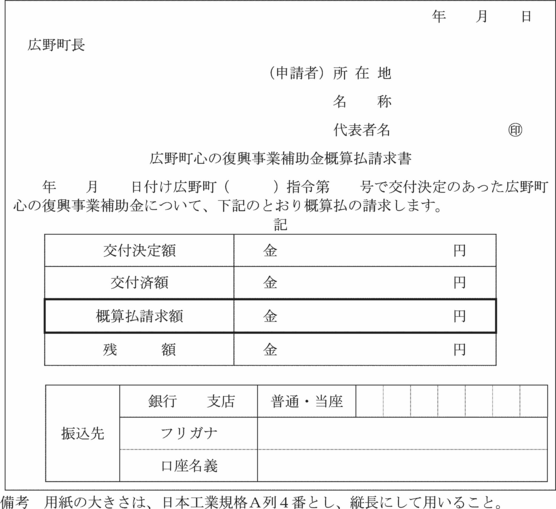 年　　月　　日
広野町長
（申請者）所 在 地
名　　称
代表者名　　　　　　　　㊞
広野町心の復興事業補助金概算払請求書
年　　月　　日付け広野町（　　　）指令第　　号で交付決定のあった広野町
心の復興事業補助金について、下記のとおり概算払の請求します。
記
交付決定額　金　　　　円
交付済額　金　　　　円
概算払請求額　金　　　　円
残　　額　金　　　　円
振込先
銀行　　支店　普通・当座
フリガナ
口座名義
備考　用紙の大きさは、日本工業規格Ａ列４番とし、縦長にして用いること。